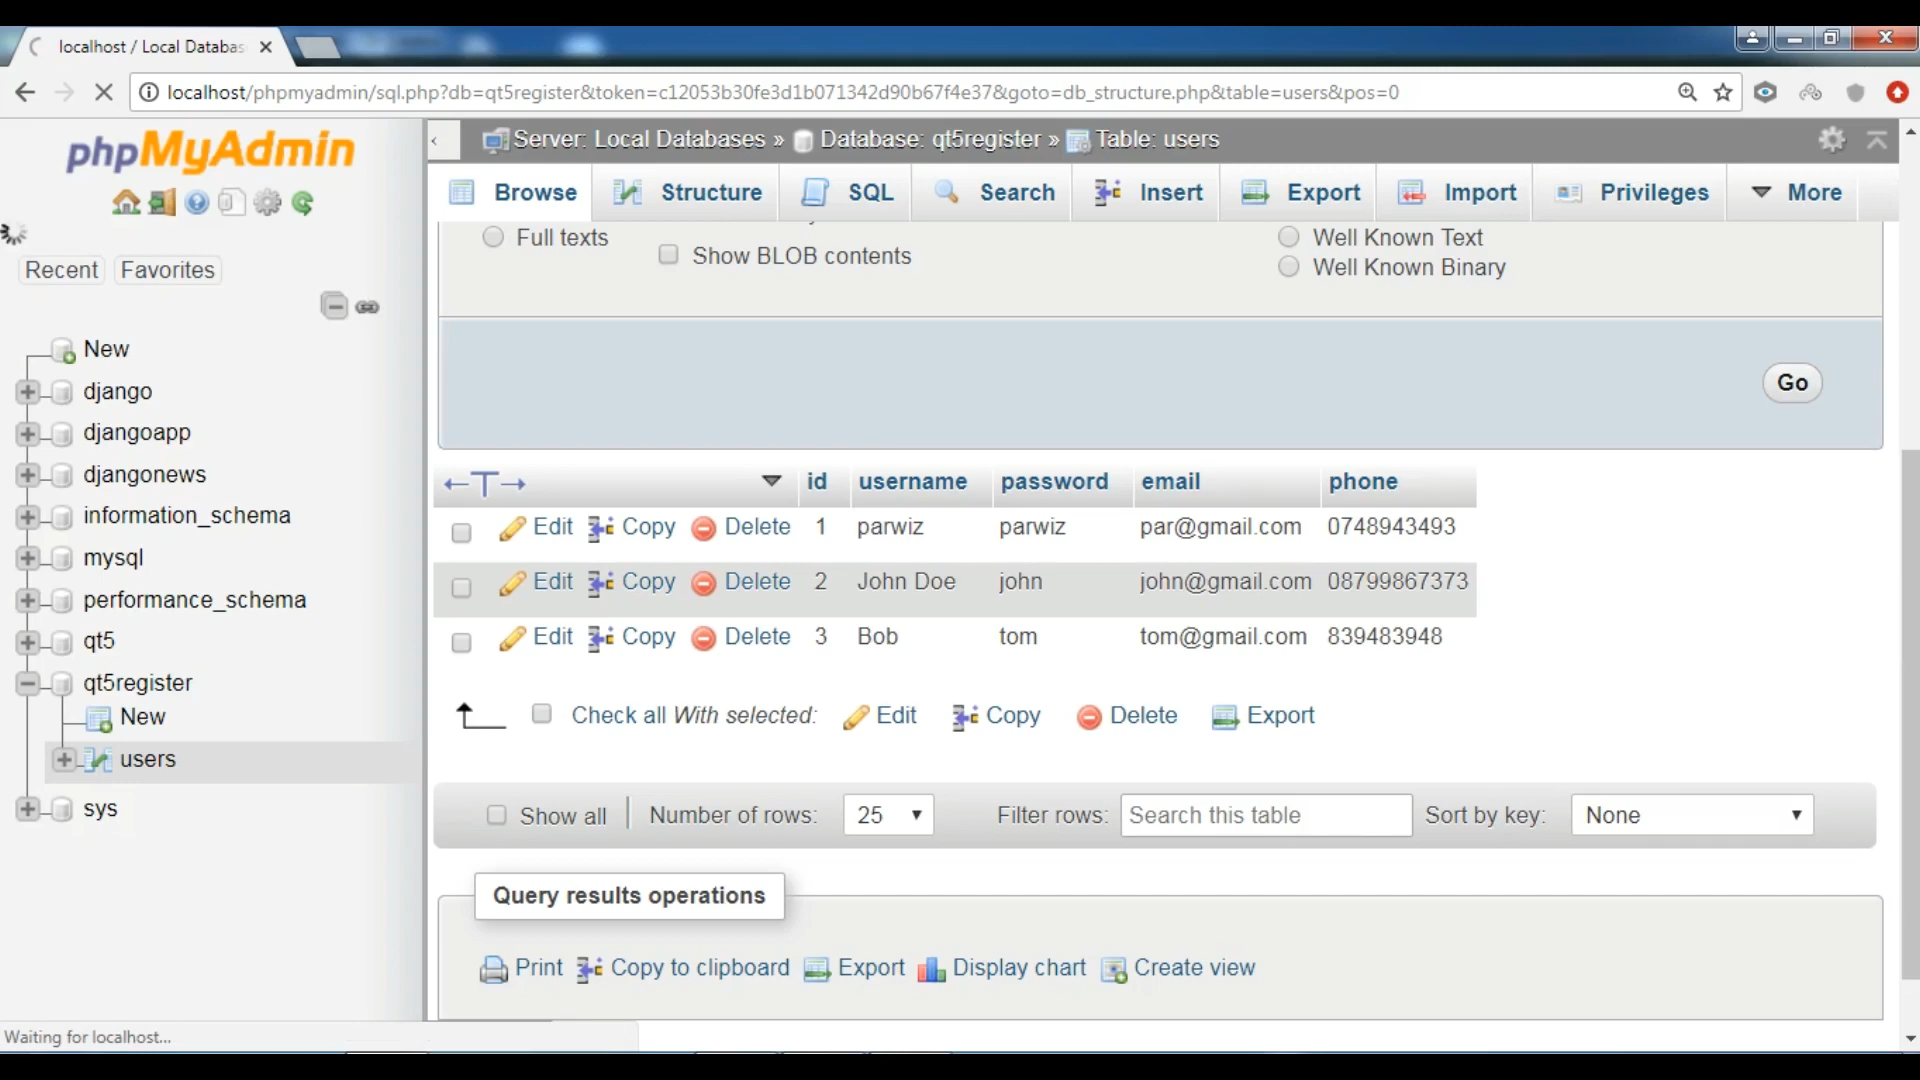 localhost / Local Databas
localhost/phpmyadmin/sql.php?db=qt5register&token=c12053b30fe3d1b071342d90b67f4e37&goto=db_structure.php&table=users&pos=0
phpMyAdmin
Server: Local Databases » Database: qt5register » Table: users
Browse Structure SQL Search Insert Export Import Privileges More
Recent Favorites
New
django
djangoapp
djangonews
information_schema
mysql
performance_schema
qt5
qt5register
New
users
sys
Full texts
Show BLOB contents
Well Known Text
Well Known Binary
Go
id username password email phone
Edit Copy Delete 1 parwiz parwiz par@gmail.com 0748943493
Edit Copy Delete 2 John Doe john john@gmail.com 08799867373
Edit Copy Delete 3 Bob tom tom@gmail.com 839483948
Check all With selected: Edit Copy Delete Export
Show all Number of rows: 25 Filter rows: Search this table Sort by key: None
Query results operations
Print Copy to clipboard Export Display chart Create view
Waiting for localhost...